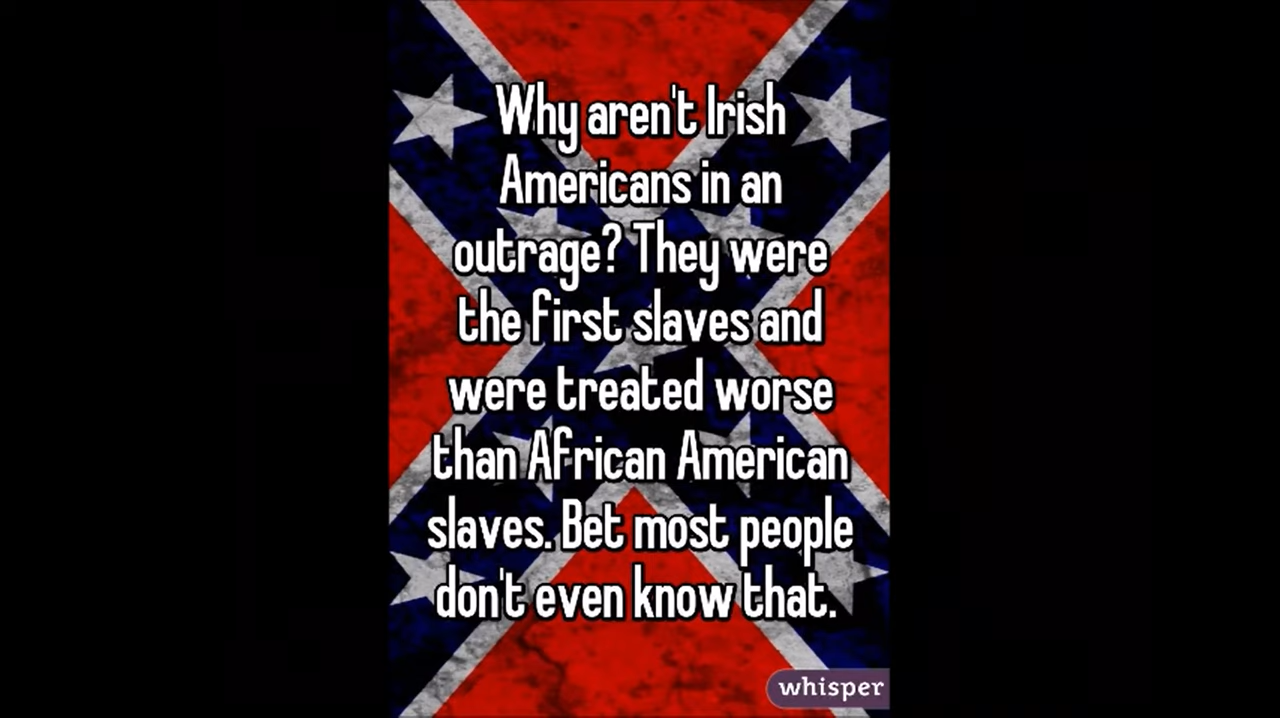 Why aren't Irish
Americans in an
outrage? They were
the first slaves and
were treated worse
than African American
slaves. Bet most people
don't even know that.
whisper